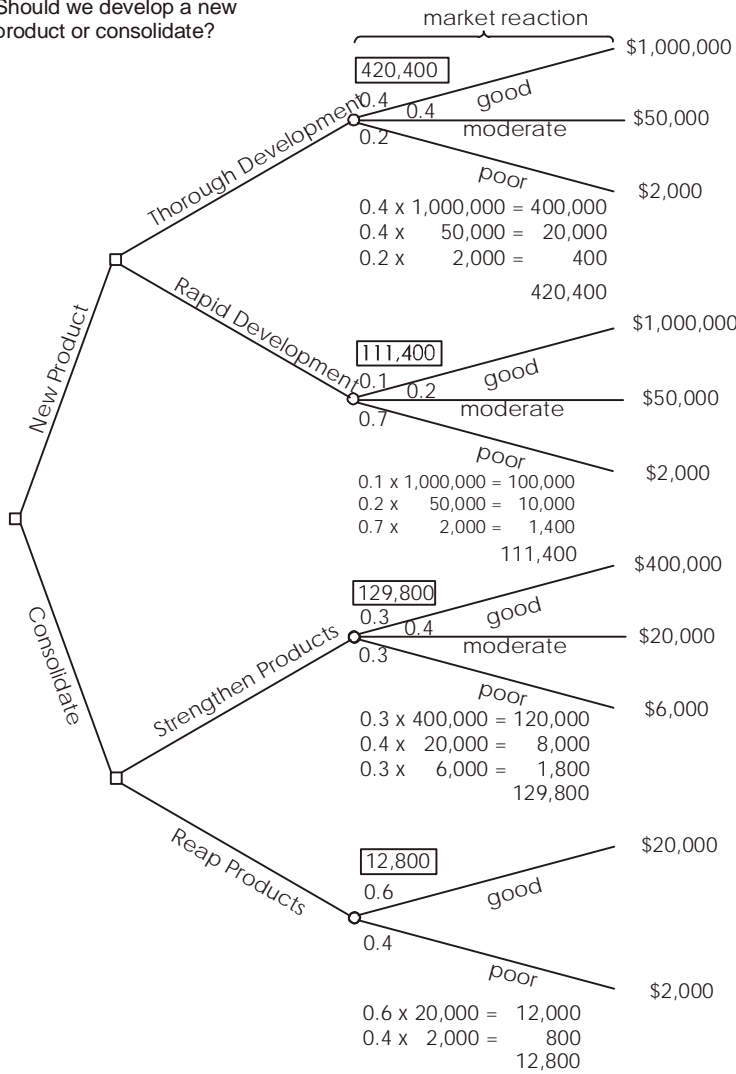 Should we develop a new
product or consolidate?
market reaction
420,400
Thorough Development
0.4
0.4
0.2
good
moderate
poor
$1,000,000
$50,000
$2,000
0.4 x 1,000,000 = 400,000
0.4 x 50,000 = 20,000
0.2 x 2,000 = 400
420,400
New Product
Rapid Development
111,400
0.1
0.2
0.7
good
moderate
poor
$1,000,000
$50,000
$2,000
0.1 x 1,000,000 = 100,000
0.2 x 50,000 = 10,000
0.7 x 2,000 = 1,400
111,400
Consolidate
Strengthen Products
129,800
0.3
0.4
0.3
good
moderate
poor
$400,000
$20,000
$6,000
0.3 x 400,000 = 120,000
0.4 x 20,000 = 8,000
0.3 x 6,000 = 1,800
129,800
Reap Products
12,800
0.6
0.4
good
poor
$20,000
$2,000
0.6 x 20,000 = 12,000
0.4 x 2,000 = 800
12,800